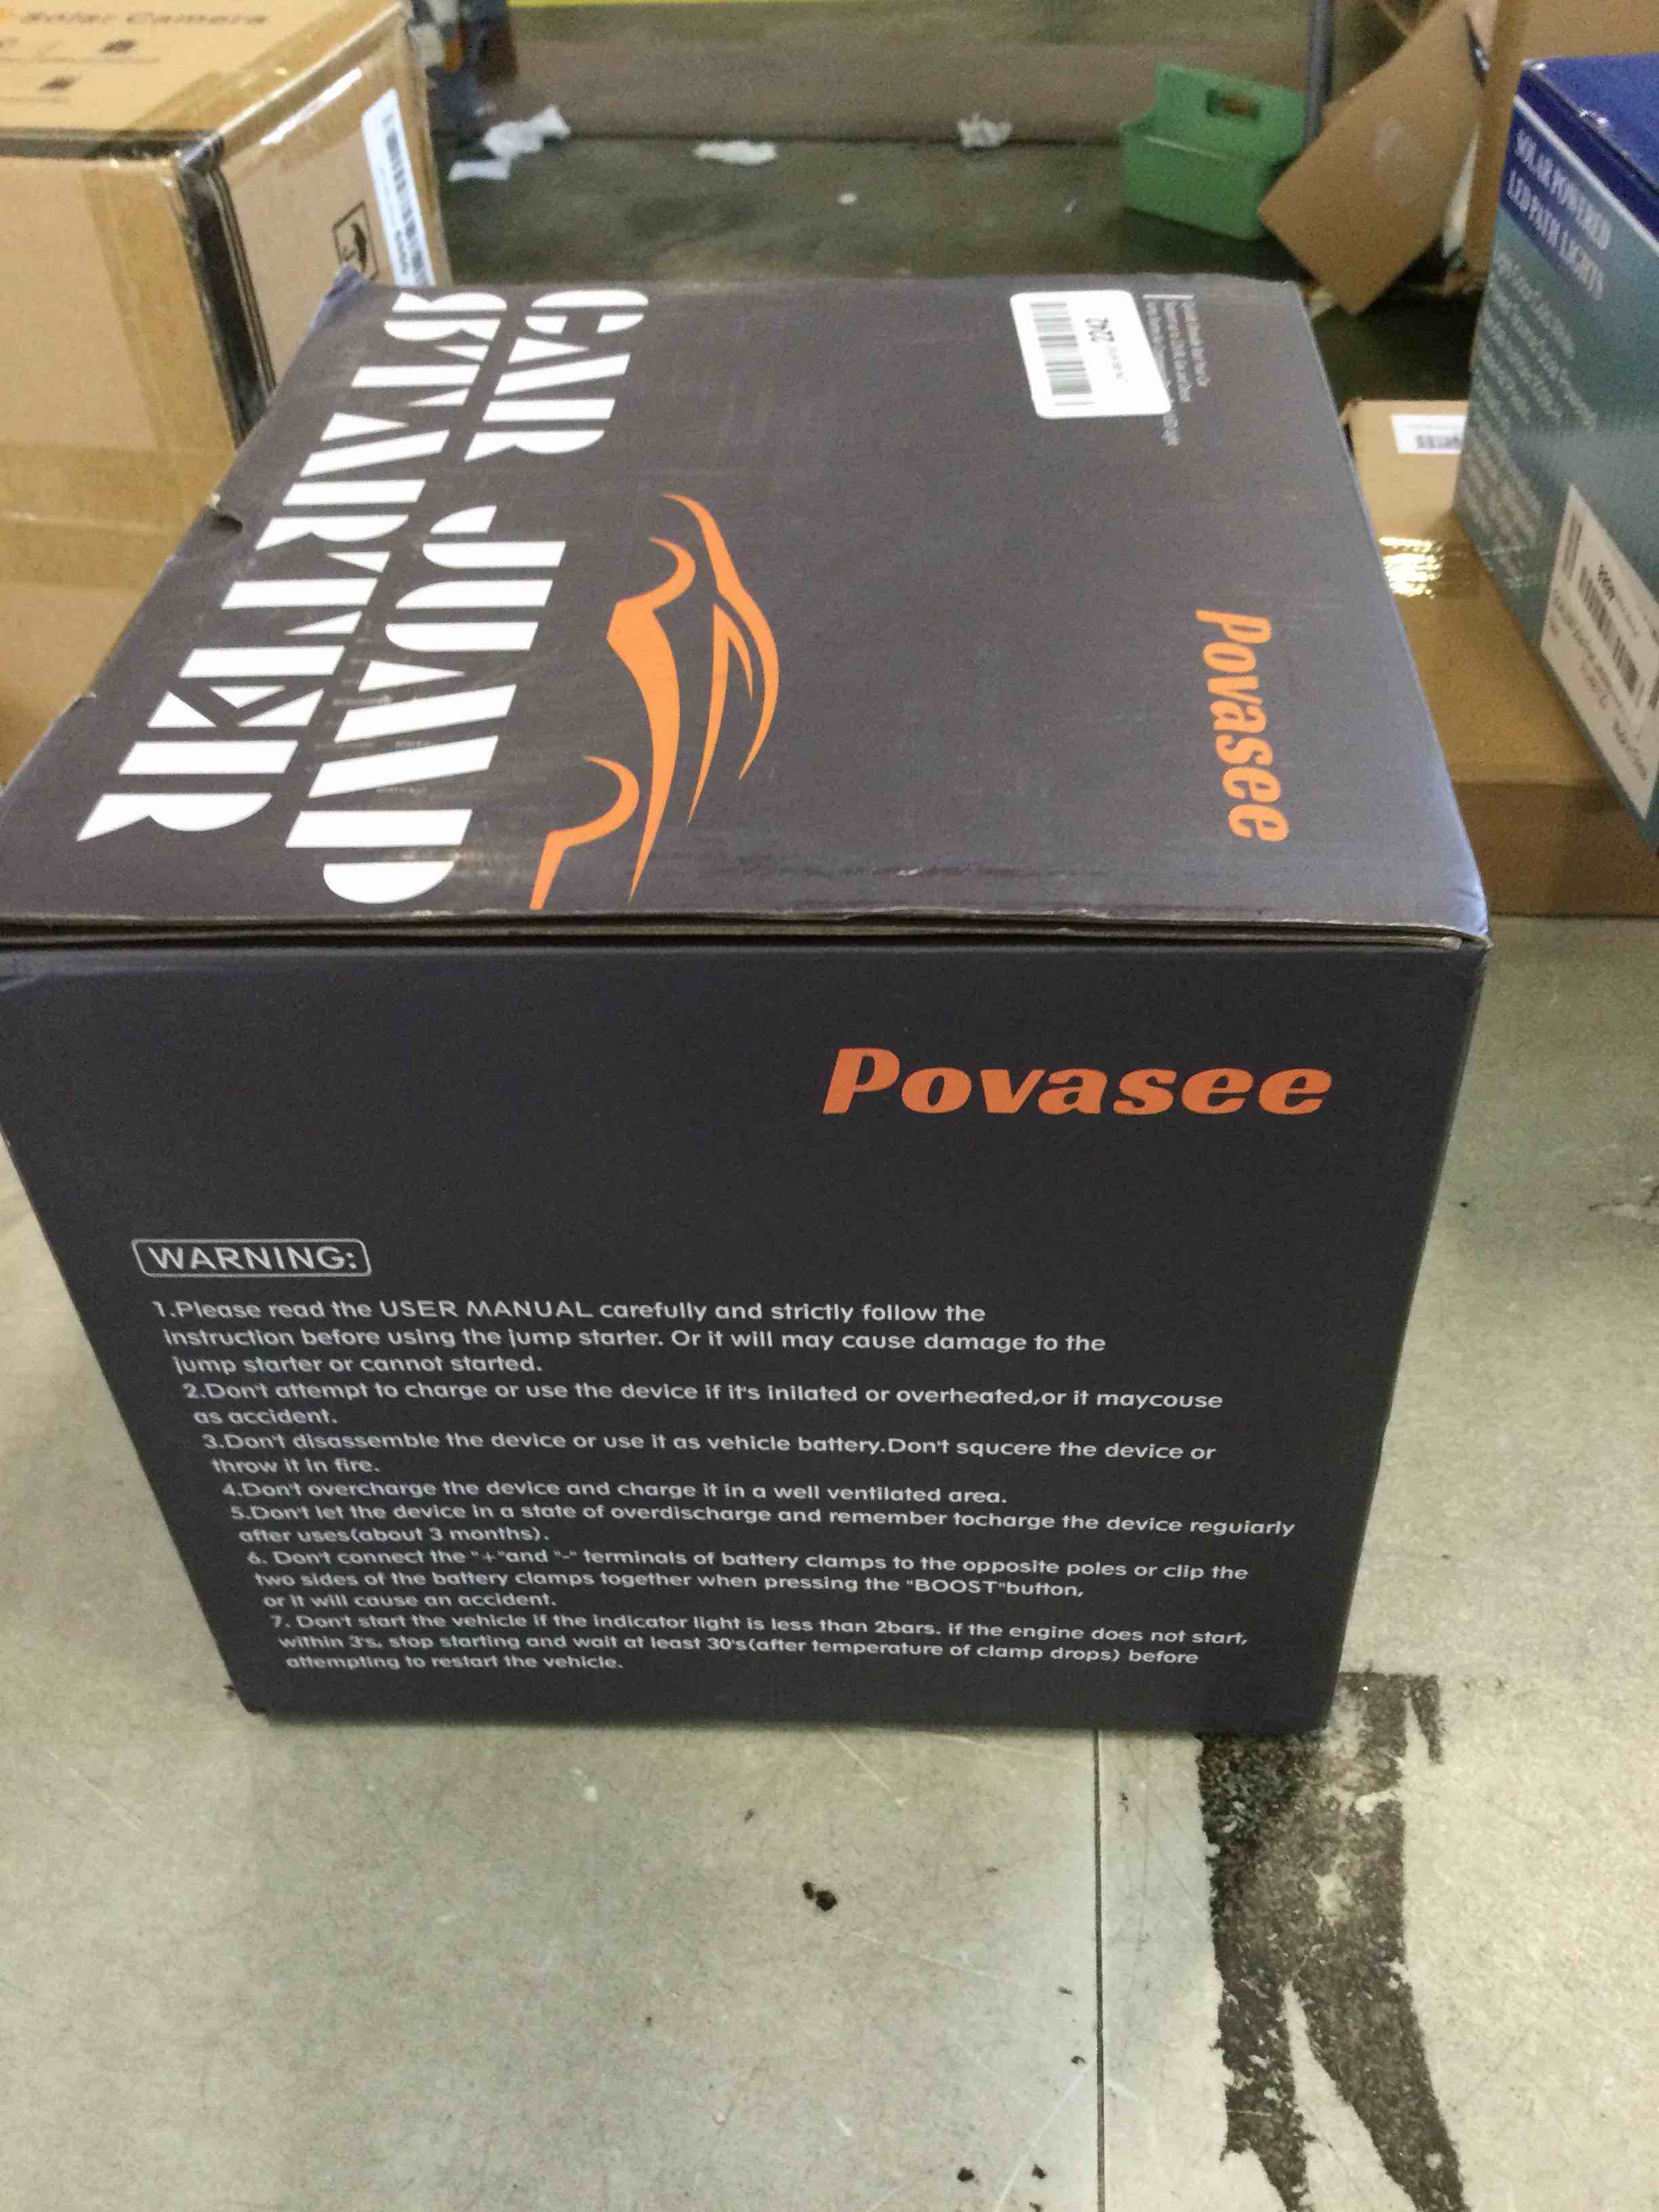 Solar Camera
SOLAR POWERED
LED PATH LIGHTS
CAR JUMP
STARTER
2242
Povasee
Povasee
WARNING:
1.Please read the USER MANUAL carefully and strictly follow the
instruction before using the jump starter. Or it will may cause damage to the
jump starter or cannot started.
2.Don't attempt to charge or use the device if it's inilated or overheated,or it maycouse
as accident.
3.Don't disassemble the device or use it as vehicle battery.Don't squcere the device or
throw it in fire.
4.Don't overcharge the device and charge it in a well ventilated area.
5.Don't let the device in a state of overdischarge and remember tocharge the device reguiarly
after uses(about 3 months).
6. Don't connect the "+"and "-" terminals of battery clamps to the opposite poles or clip the
two sides of the battery clamps together when pressing the "BOOST"button,
or it will cause an accident.
7. Don't start the vehicle if the indicator light is less than 2bars. if the engine does not start,
within 3's, stop starting and wait at least 30's(after temperature of clamp drops) before
attempting to restart the vehicle.